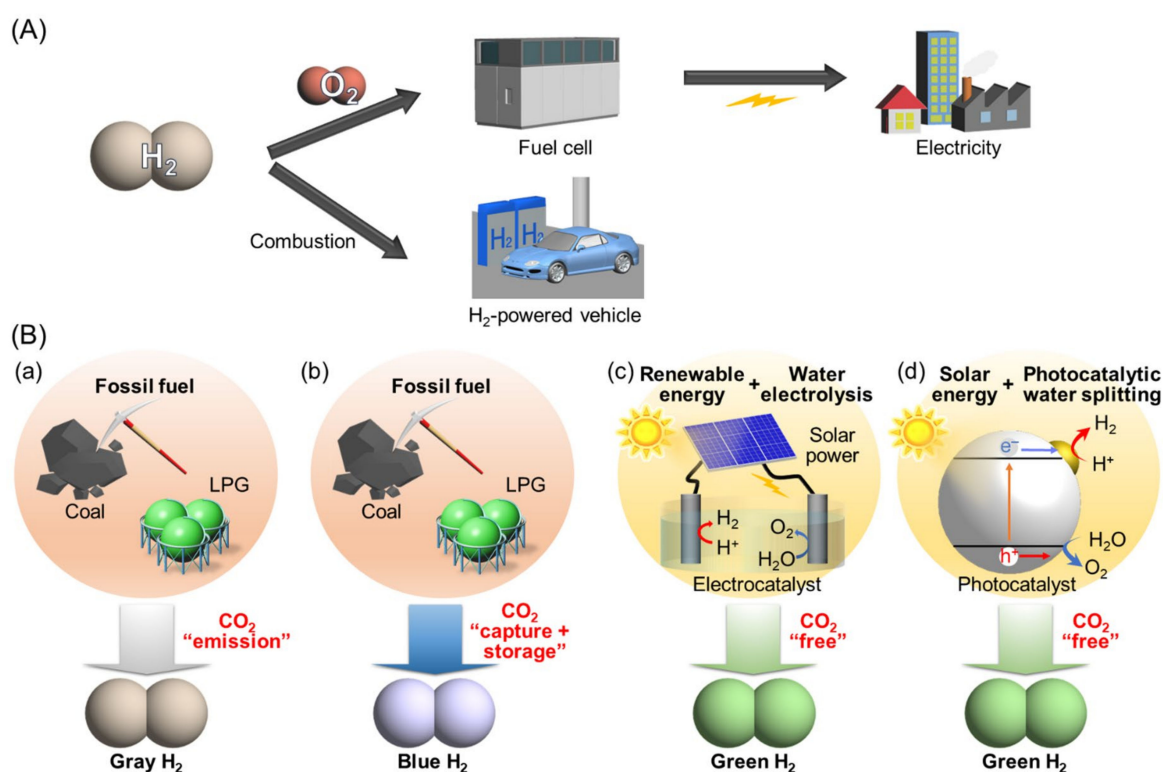 (A)
O₂
H₂
Fuel cell
Electricity
Combustion
H₂ H₂
H₂-powered vehicle
(B)
(a)
Fossil fuel
LPG
Coal
CO₂
“emission”
Gray H₂
(b)
Fossil fuel
LPG
Coal
CO₂
“capture +
storage”
Blue H₂
(c)
Renewable
energy
+
Water
electrolysis
Solar
power
H₂
H⁺
O₂
H₂O
Electrocatalyst
CO₂
“free”
Green H₂
(d)
Solar
energy
+
Photocatalytic
water splitting
H₂
e⁻
H⁺
h⁺
H₂O
O₂
Photocatalyst
CO₂
“free”
Green H₂